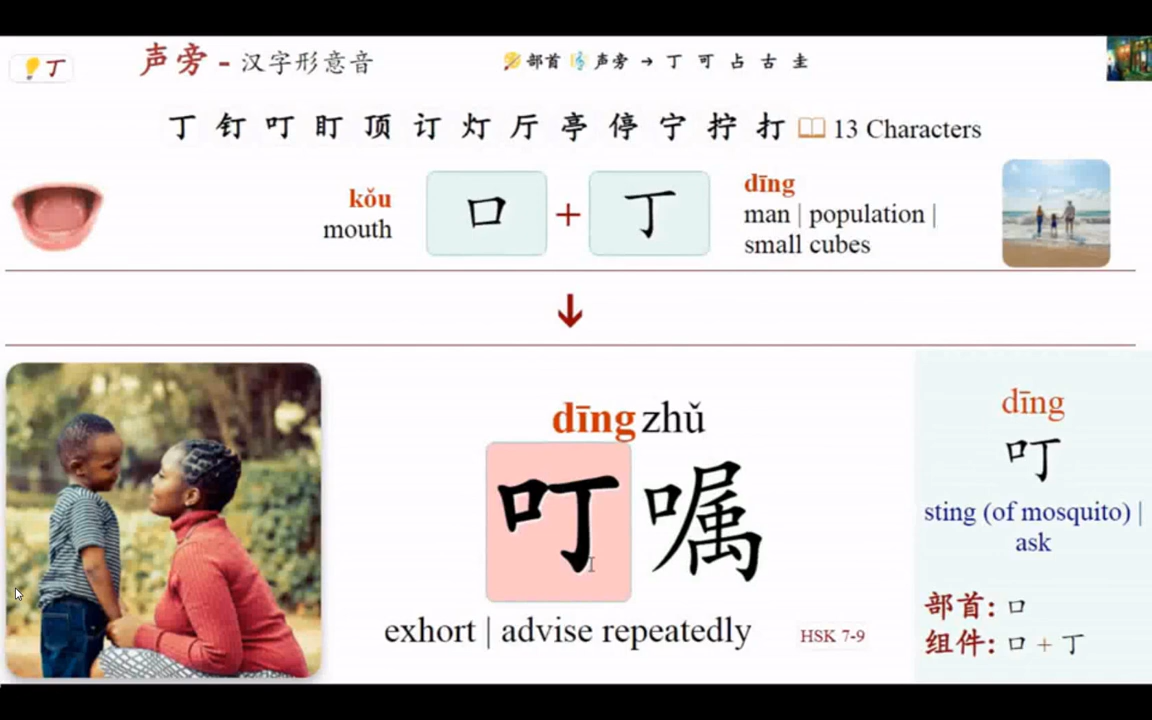 丁
声旁 - 汉字形意音
部首 声旁 → 丁 可 占 古 圭
丁 钉 叮 盯 顶 订 灯 厅 亭 停 宁 拧 打 13 Characters
kǒu
mouth
口 + 丁
dīng
man | population |
small cubes
dīng zhǔ
叮嘱
exhort | advise repeatedly
HSK 7-9
dīng
叮
sting (of mosquito) |
ask
部首: 口
组件: 口 + 丁